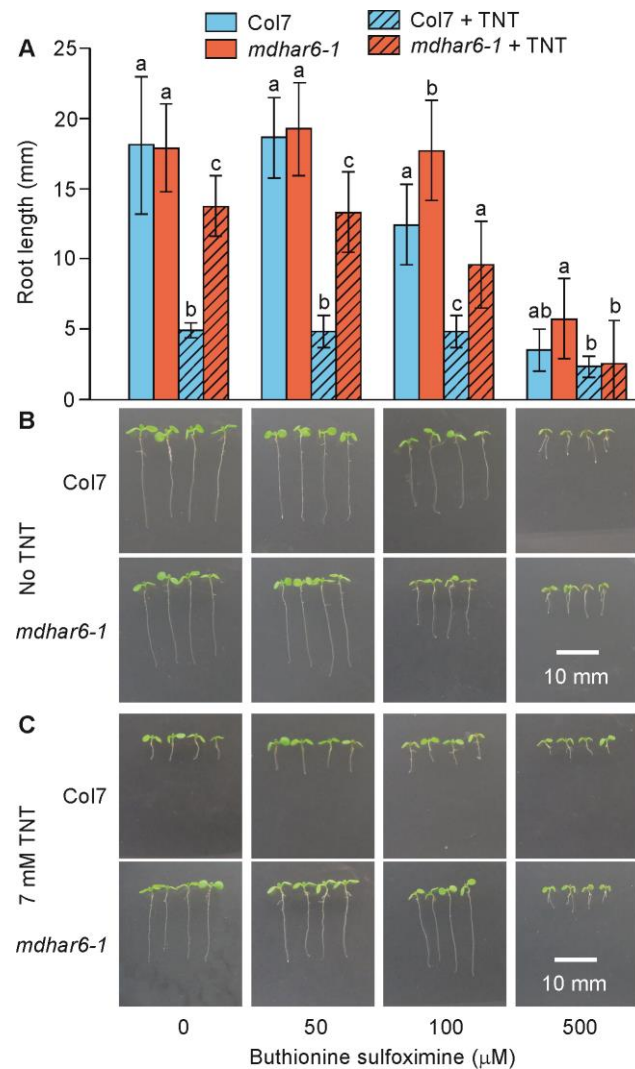 Col7
Col7 + TNT
mdhar6-1
mdhar6-1 + TNT
A
Root length (mm)
25
20
15
10
5
0
a
a
b
c
a
a
b
c
a
b
c
a
ab
a
b
b
B
No TNT
Col7
mdhar6-1
10 mm
C
7 mM TNT
Col7
mdhar6-1
10 mm
0
50
100
500
Buthionine sulfoximine (μM)